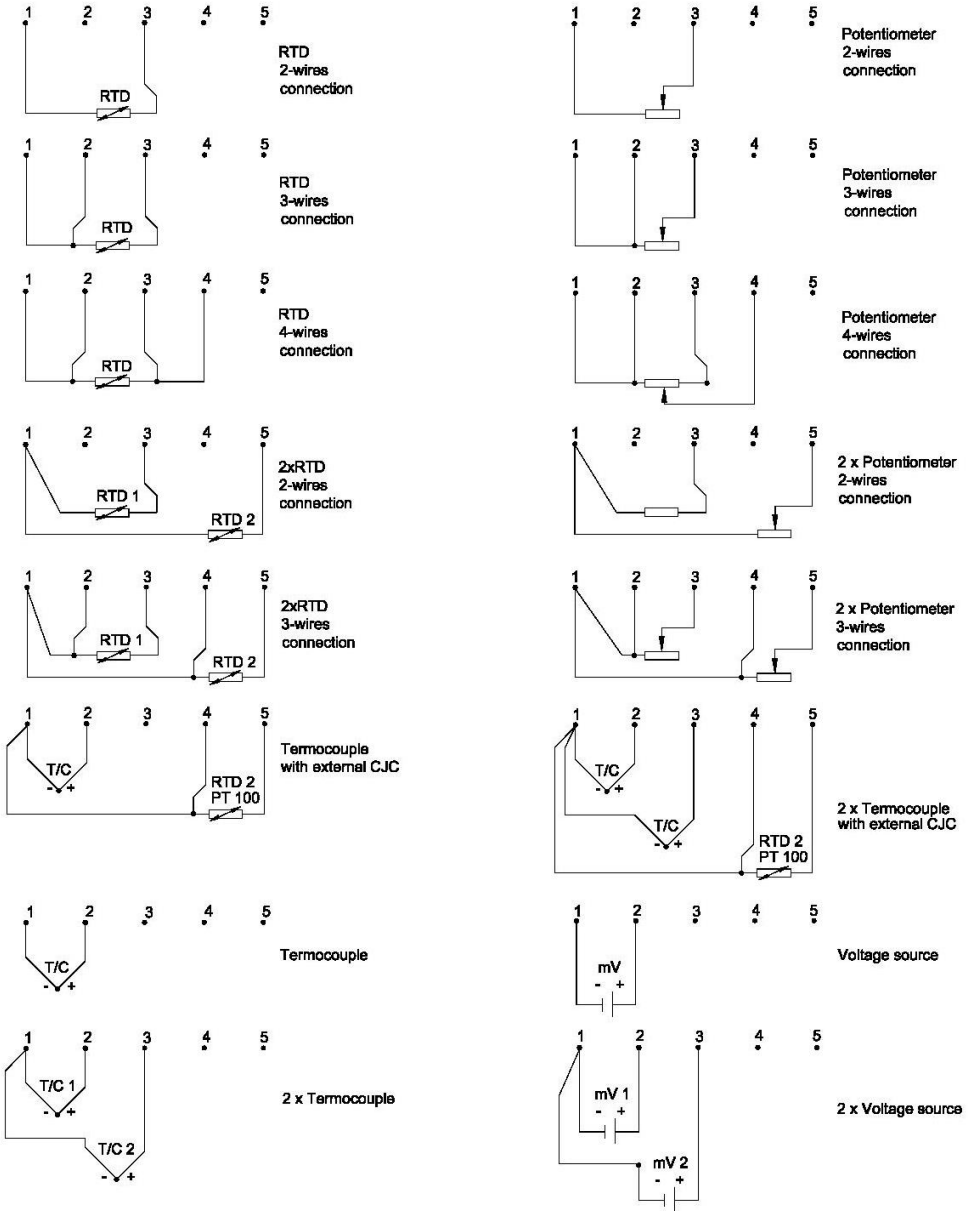 1 2 3 4 5
RTD
2-wires
connection
RTD
1 2 3 4 5
Potentiometer
2-wires
connection
1 2 3 4 5
RTD
3-wires
connection
RTD
1 2 3 4 5
Potentiometer
3-wires
connection
1 2 3 4 5
RTD
4-wires
connection
RTD
1 2 3 4 5
Potentiometer
4-wires
connection
1 2 3 4 5
2xRTD
2-wires
connection
RTD 1
RTD 2
1 2 3 4 5
2 x Potentiometer
2-wires
connection
1 2 3 4 5
2xRTD
3-wires
connection
RTD 1
RTD 2
1 2 3 4 5
2 x Potentiometer
3-wires
connection
1 2 3 4 5
Termocouple
with external CJC
T/C
- +
RTD 2
PT 100
1 2 3 4 5
T/C
- +
T/C
- +
2 x Termocouple
with external CJC
RTD 2
PT 100
1 2 3 4 5
Termocouple
T/C
- +
1 2 3 4 5
Voltage source
mV
- +
1 2 3 4 5
T/C 1
- +
2 x Termocouple
T/C 2
- +
1 2 3 4 5
mV 1
- +
2 x Voltage source
mV 2
- +